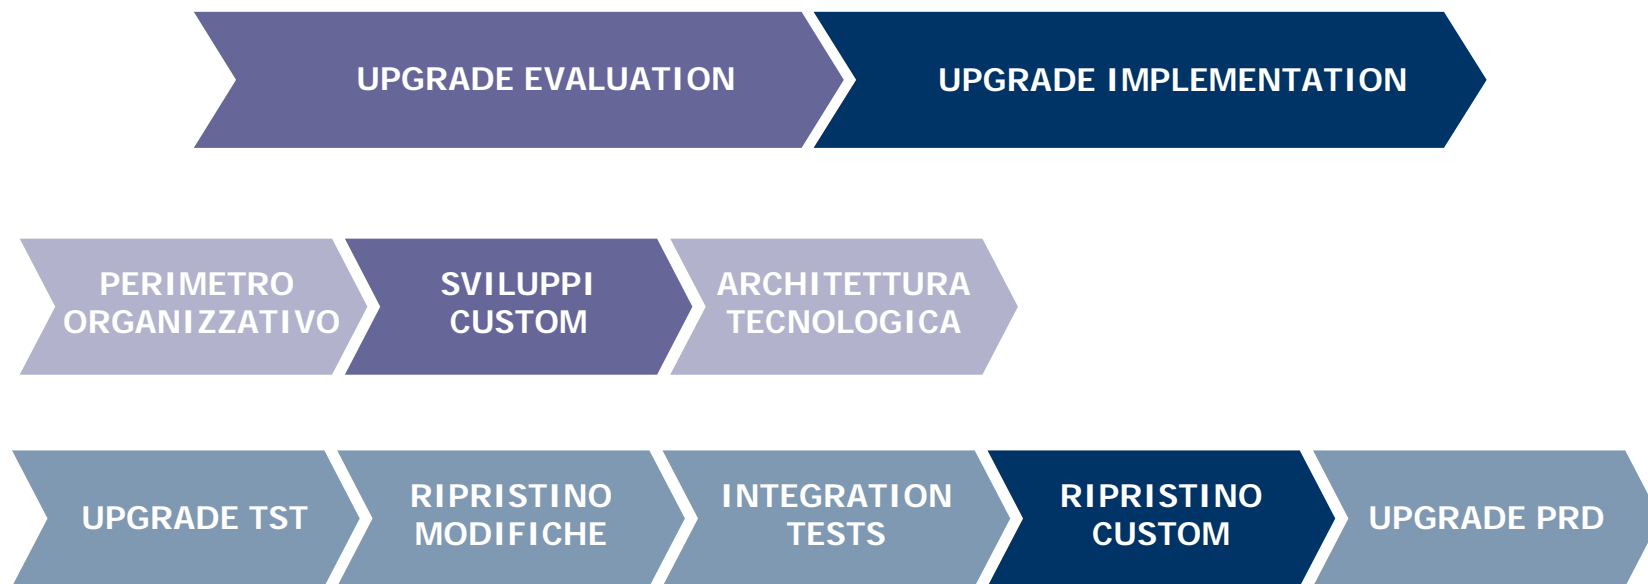 UPGRADE EVALUATION
UPGRADE IMPLEMENTATION
PERIMETRO
ORGANIZZATIVO
SVILUPPI
CUSTOM
ARCHITETTURA
TECNOLOGICA
UPGRADE TST
RIPRISTINO
MODIFICHE
INTEGRATION
TESTS
RIPRISTINO
CUSTOM
UPGRADE PRD